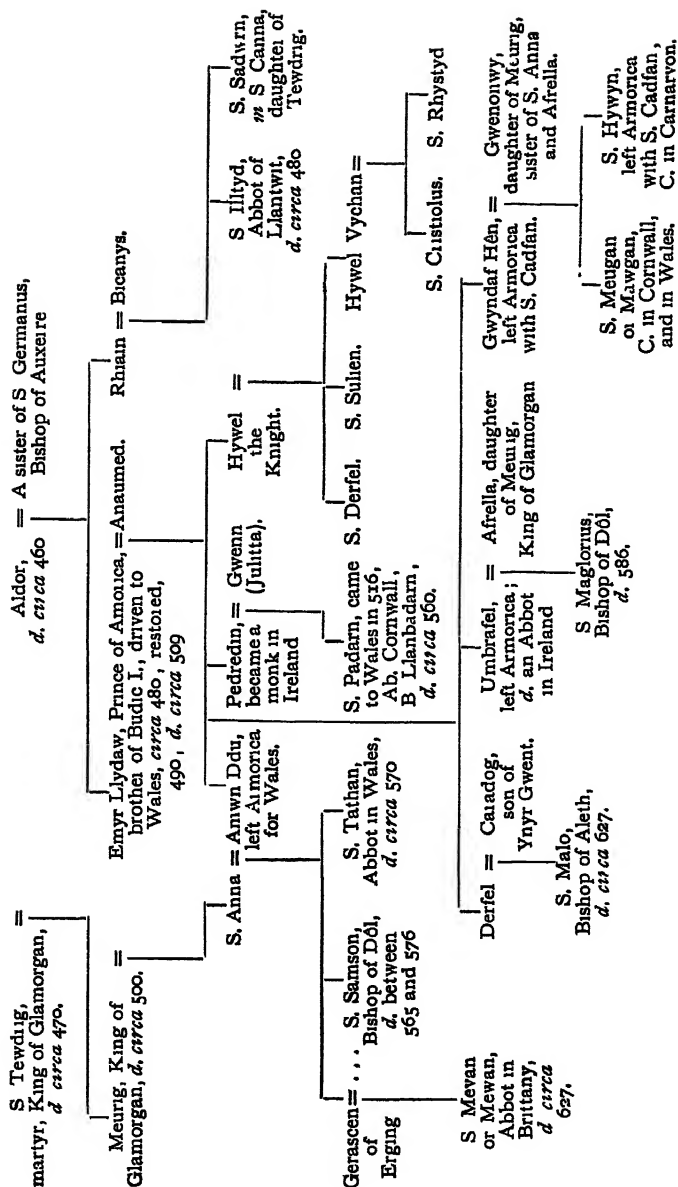 S Tewdrig,
martyr, King of Glamorgan,
d circa 470.
=
Meurig, King of
Glamorgan, d. circa 500.
=
Aldor,
d. circa 460
= A sister of S Germanus,
Bishop of Auxerre
Emyr Llydaw, Prince of Amorica,
brother of Budic I., driven to
Wales, circa 480, restored,
490, d. circa 509
= Anaumed.
Rhiain = Bicanys.
S Illtyd,
Abbot of
Llantwit,
d. circa 480
S. Sadwrn,
m S Canna,
daughter of
Tewdrig.
S. Anna = Amwn Ddu,
left Armorica
for Wales.
Pedredin,
became a
monk in
Ireland
= Gwenn
(Julitta).
Hywel
the
Knight.
=
Gerascen
of
Erging
= . . .
S. Samson,
Bishop of Dôl,
d. between
565 and 576
S. Tathan,
Abbot in Wales,
d. circa 570
S. Padarn, came
to Wales in 516,
Ab. Cornwall,
B Llanbadarn,
d. circa 560.
S. Derfel.
S. Sulien.
Hywel Vychan =
S. Cristiolus.
S. Rhystyd
S Mevan
or Mewan,
Abbot in
Brittany,
d circa
627.
Derfel = Caradog,
son of
Ynyr Gwent.
Umbrafel,
left Armorica;
d. an Abbot
in Ireland
= Afrella, daughter
of Meurig,
King of Glamorgan
Gwyndaf Hên,
left Armorica
with S. Cadfan.
= Gwenonwy,
daughter of Meurig,
sister of S. Anna
and Afrella.
S. Malo,
Bishop of Aleth,
d. circa 627.
S Maglorius,
Bishop of Dôl,
d. 586.
S. Meugan
or Mawgan,
C. in Cornwall,
and in Wales.
S. Hywyn,
left Armorica
with S. Cadfan,
C. in Carnarvon.